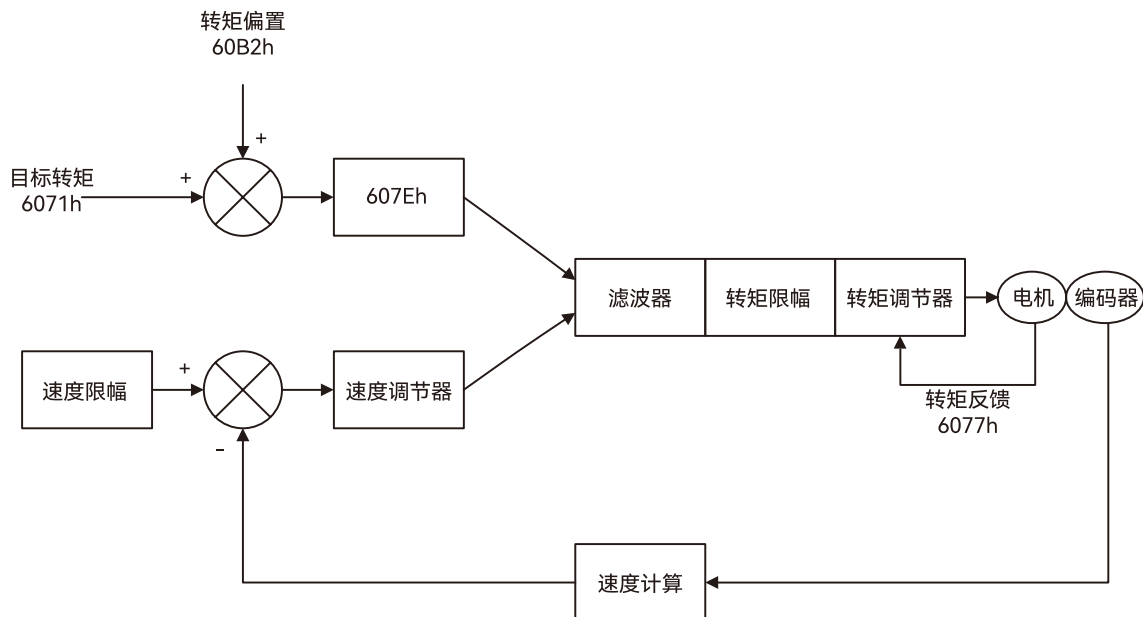 转矩偏置
60B2h
+
目标转矩
6071h
+
607Eh
滤波器
转矩限幅
转矩调节器
电机
编码器
速度限幅
+
速度调节器
转矩反馈
6077h
-
速度计算